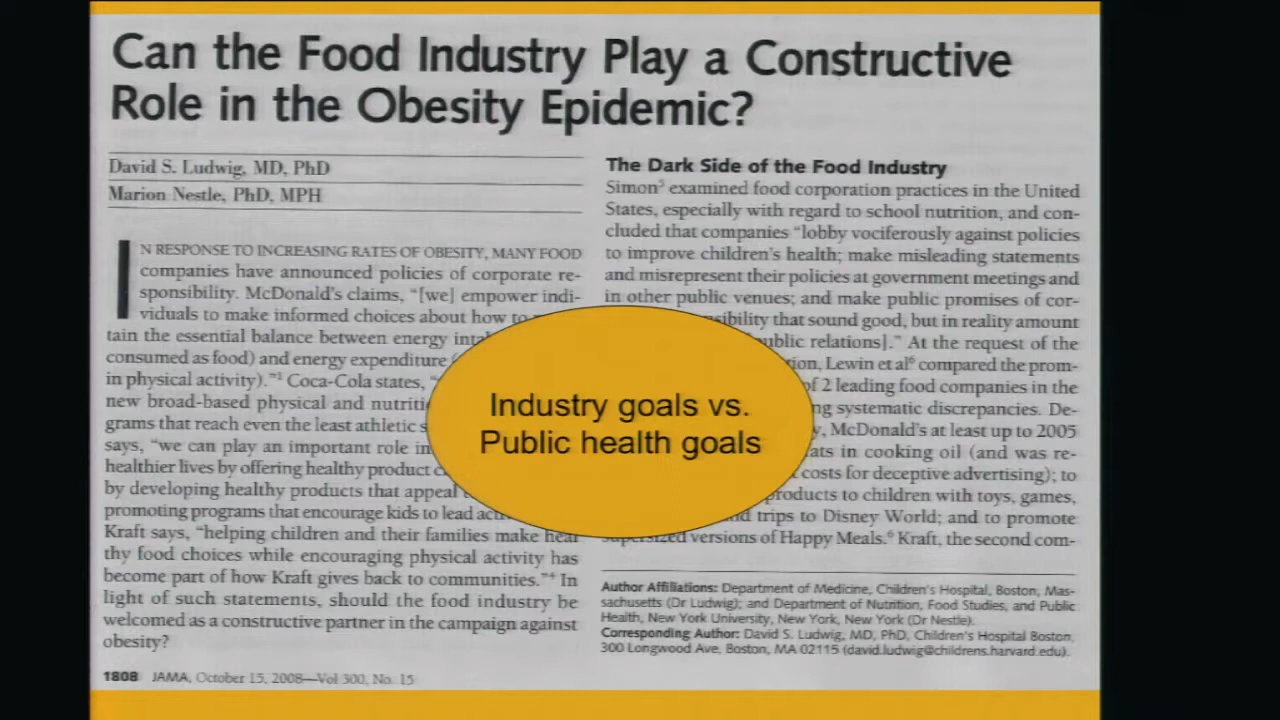 Can the Food Industry Play a Constructive
Role in the Obesity Epidemic?
David S. Ludwig, MD, PhD
Marion Nestle, PhD, MPH
IN RESPONSE TO INCREASING RATES OF OBESITY, MANY FOOD
companies have announced policies of corporate re-
sponsibility. McDonald's claims, "[we] empower indi-
viduals to make informed choices about how to
tain the essential balance between energy
consumed as food) and energy expenditure
in physical activity)."1 Coca-Cola states,
new broad-based physical and
grams that reach even the least athletic
says, "we can play an important role in
healthier lives by offering healthy product
by developing healthy products that appeal
promoting programs that encourage kids to lead
Kraft says, "helping children and their families make heal
thy food choices while encouraging physical activity has
become part of how Kraft gives back to communities."4 In
light of such statements, should the food industry be
welcomed as a constructive partner in the campaign against
obesity?
The Dark Side of the Food Industry
Simon5 examined food corporation practices in the United
States, especially with regard to school nutrition, and con-
cluded that companies "lobby vociferously against policies
to improve children's health; make misleading statements
and misrepresent their policies at government meetings and
in other public venues; and make public promises of cor-
sibility that sound good, but in reality amount
ublic relations]." At the request of the
ion, Lewin et al6 compared the prom-
of 2 leading food companies in the
ng systematic discrepancies. De-
y, McDonald's at least up to 2005
ats in cooking oil (and was re-
costs for deceptive advertising); to
products to children with toys, games,
nd trips to Disney World; and to promote
supersized versions of Happy Meals.6 Kraft, the second com-
Industry goals vs.
Public health goals
Author Affiliations: Department of Medicine, Children's Hospital, Boston, Mas-
sachusetts (Dr Ludwig); and Department of Nutrition, Food Studies, and Public
Health, New York University, New York, New York (Dr Nestle).
Corresponding Author: David S. Ludwig, MD, PhD, Children's Hospital Boston,
300 Longwood Ave, Boston, MA 02115 (david.ludwig@childrens.harvard.edu).
1808 JAMA, October 15, 2008—Vol 300, No. 15